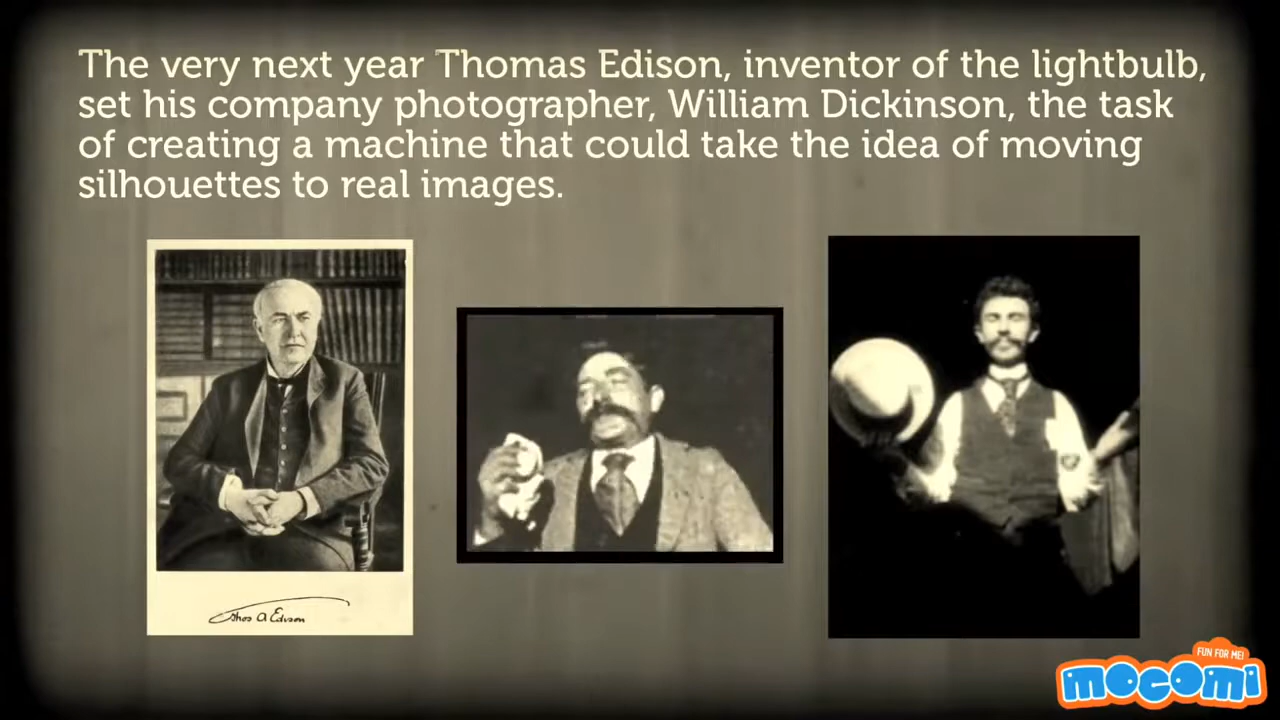 The very next year Thomas Edison, inventor of the lightbulb,
set his company photographer, William Dickinson, the task
of creating a machine that could take the idea of moving
silhouettes to real images.
Thos A Edison
FUN FOR ME!
mocomi